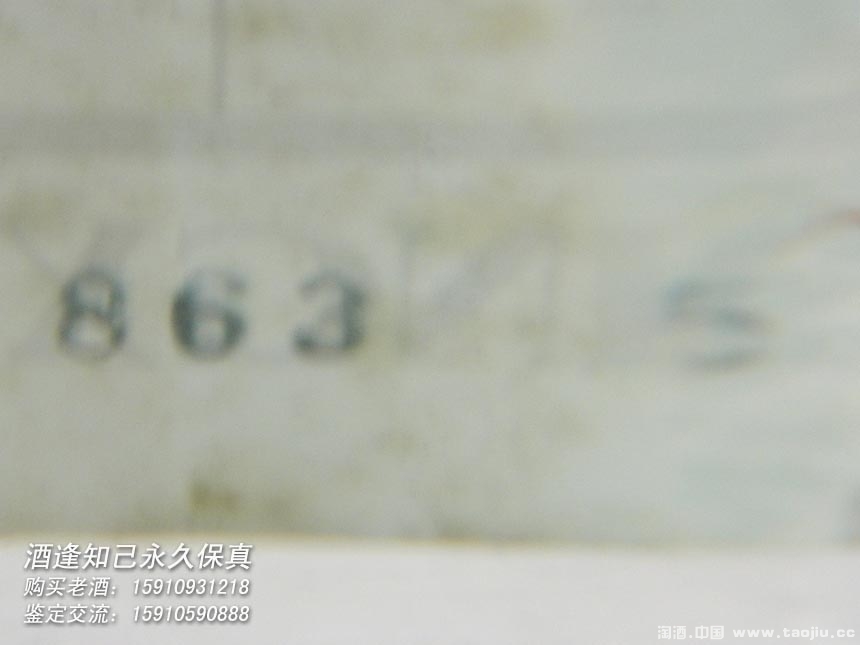 863 S
酒逢知己永久保真
购买老酒：15910931218
鉴定交流：15910590888
淘酒.中国 www.taojiu.cc